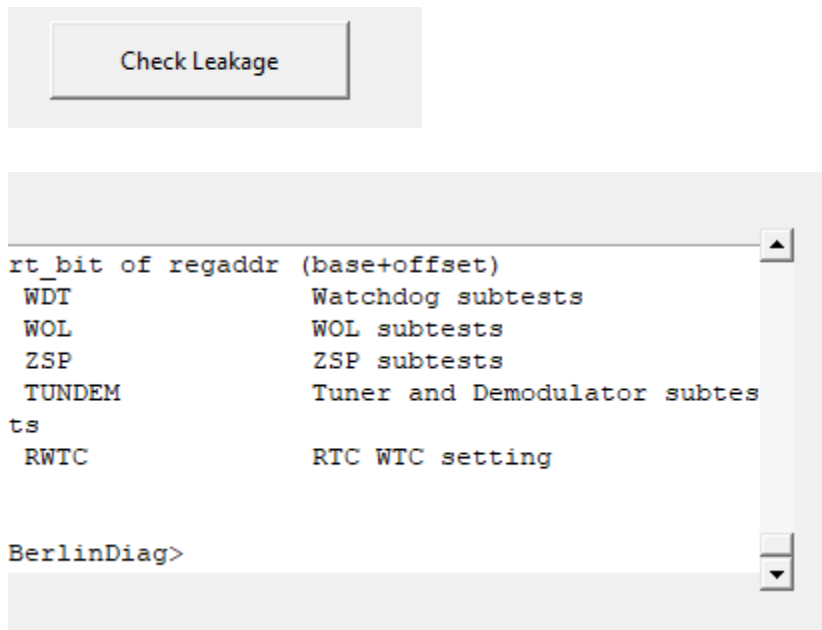 Check Leakage
rt_bit of regaddr (base+offset)
WDT Watchdog subtests
WOL WOL subtests
ZSP ZSP subtests
TUNDEM Tuner and Demodulator subtes
ts
RWTC RTC WTC setting
BerlinDiag>